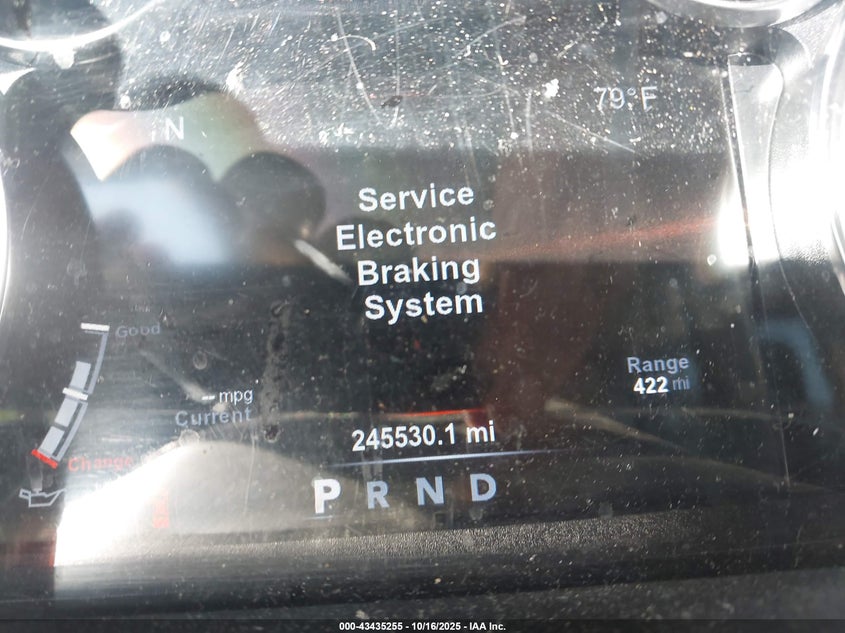 79°F
N
Service
Electronic
Braking
System
Good
Range
422 mi
-- mpg
Current
245530.1 mi
Change
P R N D
000-43435255 - 10/16/2025 - IAA Inc.